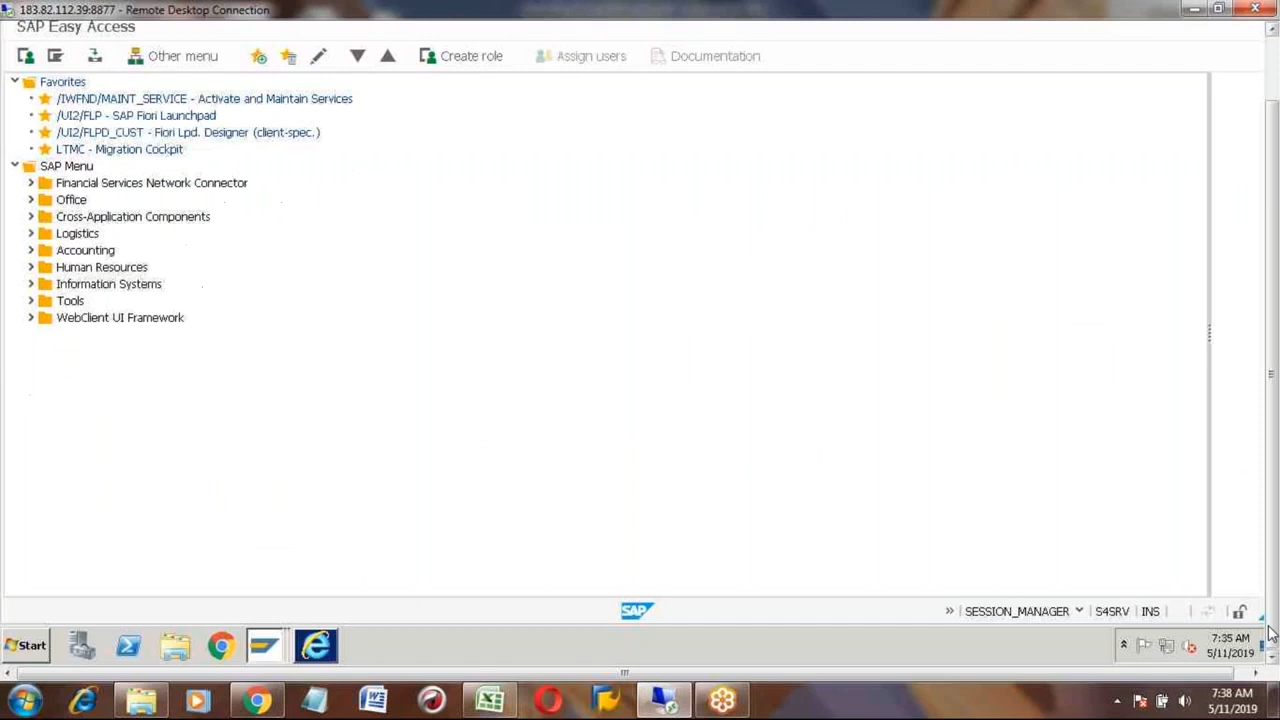 183.82.112.39:8877 - Remote Desktop Connection
SAP Easy Access
Other menu
Create role
Assign users
Documentation
Favorites
/IWFND/MAINT_SERVICE - Activate and Maintain Services
/UI2/FLP - SAP Fiori Launchpad
/UI2/FLPD_CUST - Fiori Lpd. Designer (client-spec.)
LTMC - Migration Cockpit
SAP Menu
Financial Services Network Connector
Office
Cross-Application Components
Logistics
Accounting
Human Resources
Information Systems
Tools
WebClient UI Framework
SAP
SESSION_MANAGER
S4SRV
INS
Start
7:35 AM
5/11/2019
7:38 AM
5/11/2019